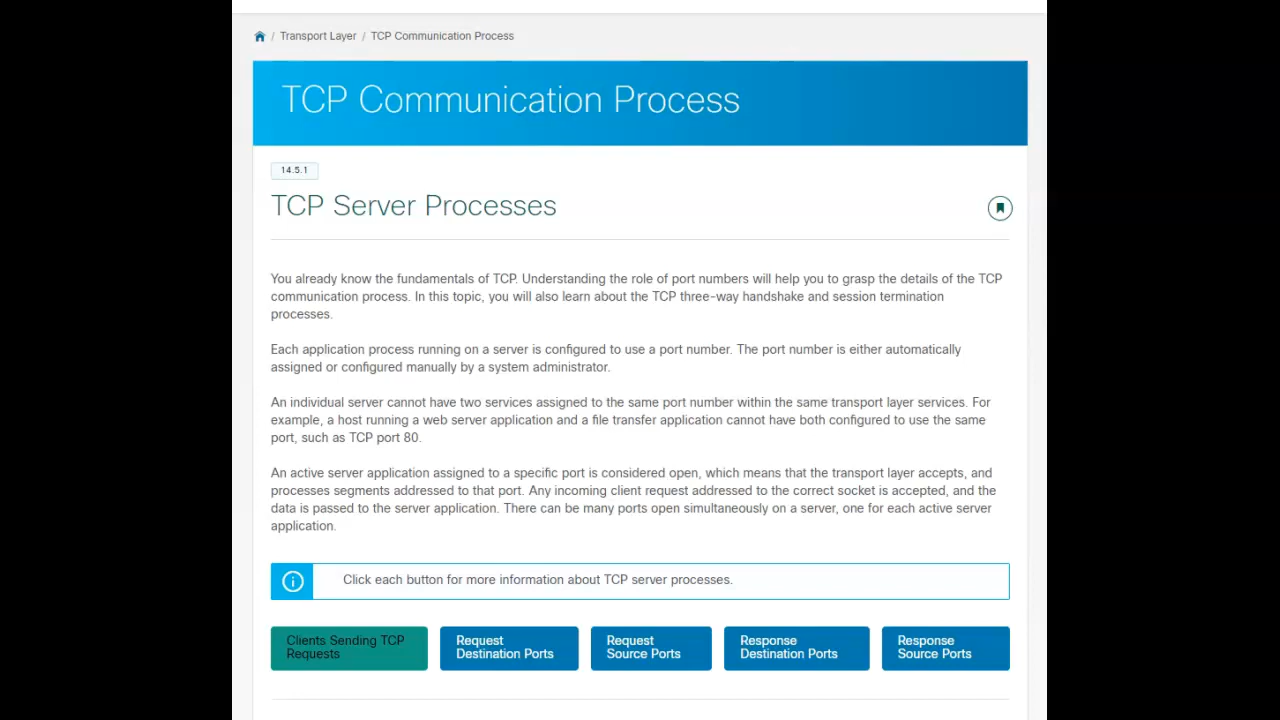 / Transport Layer / TCP Communication Process
TCP Communication Process
14.5.1
TCP Server Processes
You already know the fundamentals of TCP. Understanding the role of port numbers will help you to grasp the details of the TCP
communication process. In this topic, you will also learn about the TCP three-way handshake and session termination
processes.
Each application process running on a server is configured to use a port number. The port number is either automatically
assigned or configured manually by a system administrator.
An individual server cannot have two services assigned to the same port number within the same transport layer services. For
example, a host running a web server application and a file transfer application cannot have both configured to use the same
port, such as TCP port 80.
An active server application assigned to a specific port is considered open, which means that the transport layer accepts, and
processes segments addressed to that port. Any incoming client request addressed to the correct socket is accepted, and the
data is passed to the server application. There can be many ports open simultaneously on a server, one for each active server
application.
Click each button for more information about TCP server processes.
Clients Sending TCP
Requests
Request
Destination Ports
Request
Source Ports
Response
Destination Ports
Response
Source Ports